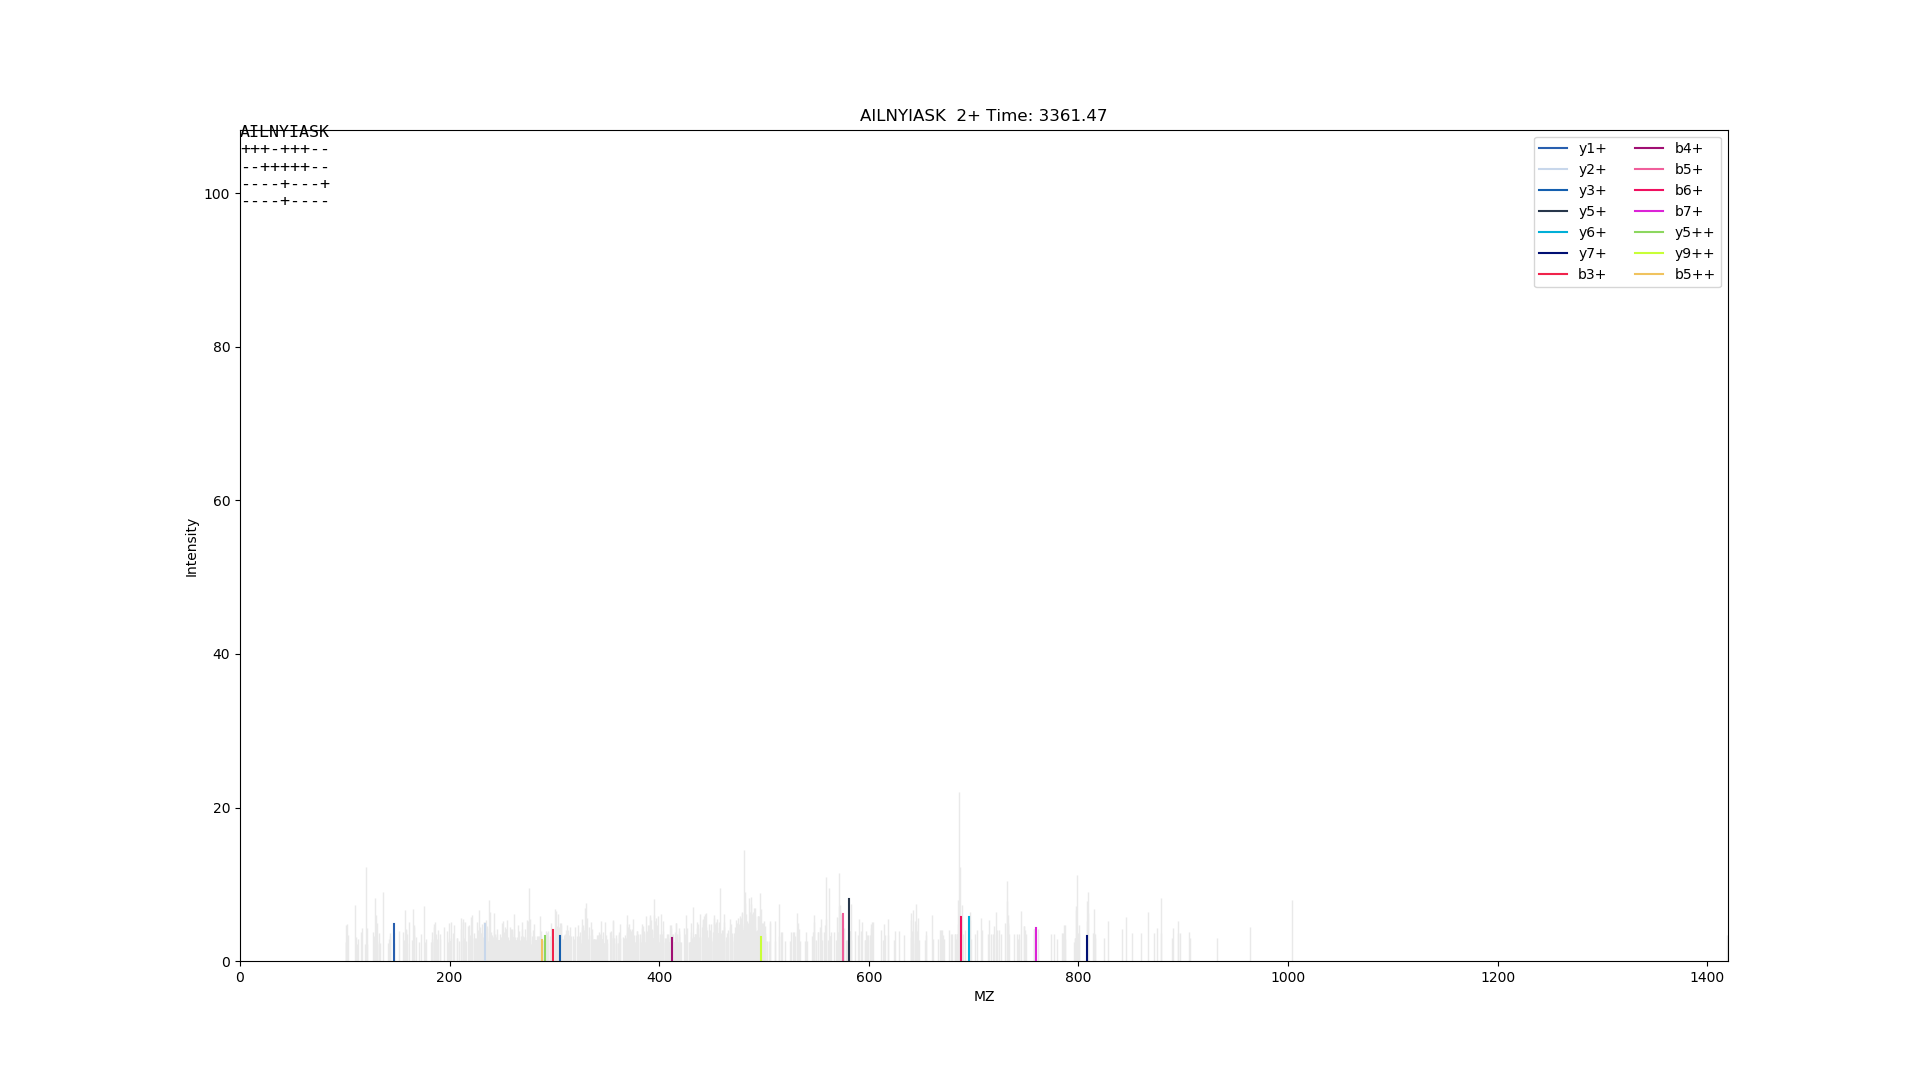 AILNYIASK  2+ Time: 3361.47
AILNYIASK
+++-+++--
--+++++--
----+---+
----+----
y1+
y2+
y3+
y5+
y6+
y7+
b3+
b4+
b5+
b6+
b7+
y5++
y9++
b5++
100
80
60
40
20
0
Intensity
0 200 400 600 800 1000 1200 1400
MZ